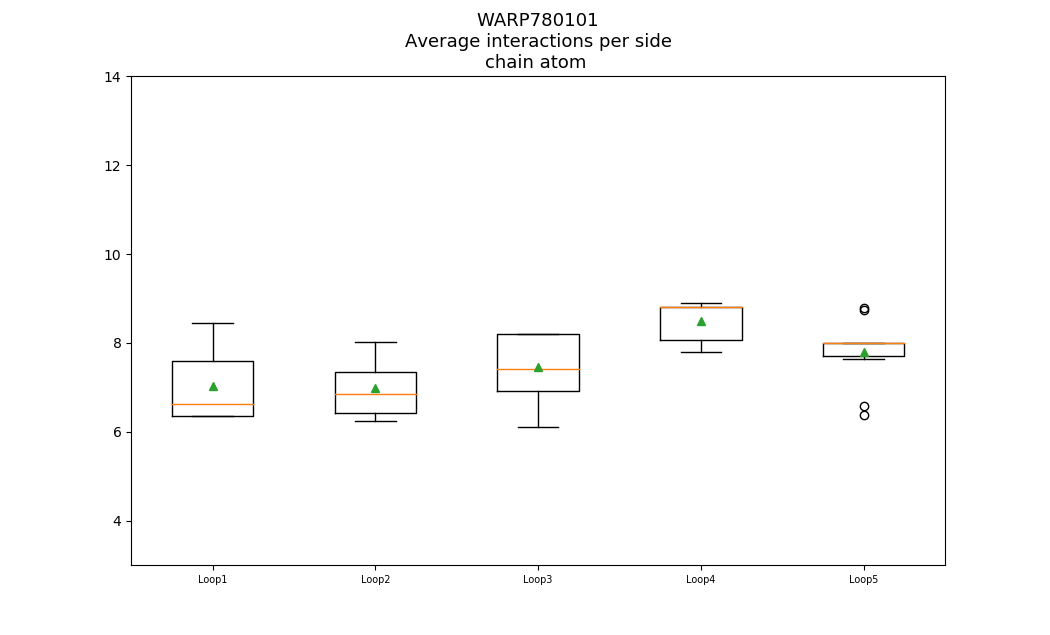 WARP780101
Average interactions per side
chain atom
14
12
10
8
6
4
Loop1
Loop2
Loop3
Loop4
Loop5